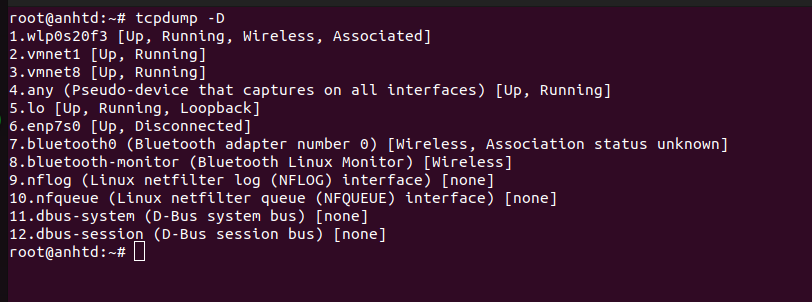 root@anhtd:~# tcpdump -D
1.wlp0s20f3 [Up, Running, Wireless, Associated]
2.vmnet1 [Up, Running]
3.vmnet8 [Up, Running]
4.any (Pseudo-device that captures on all interfaces) [Up, Running]
5.lo [Up, Running, Loopback]
6.enp7s0 [Up, Disconnected]
7.bluetooth0 (Bluetooth adapter number 0) [Wireless, Association status unknown]
8.bluetooth-monitor (Bluetooth Linux Monitor) [Wireless]
9.nflog (Linux netfilter log (NFLOG) interface) [none]
10.nfqueue (Linux netfilter queue (NFQUEUE) interface) [none]
11.dbus-system (D-Bus system bus) [none]
12.dbus-session (D-Bus session bus) [none]
root@anhtd:~#